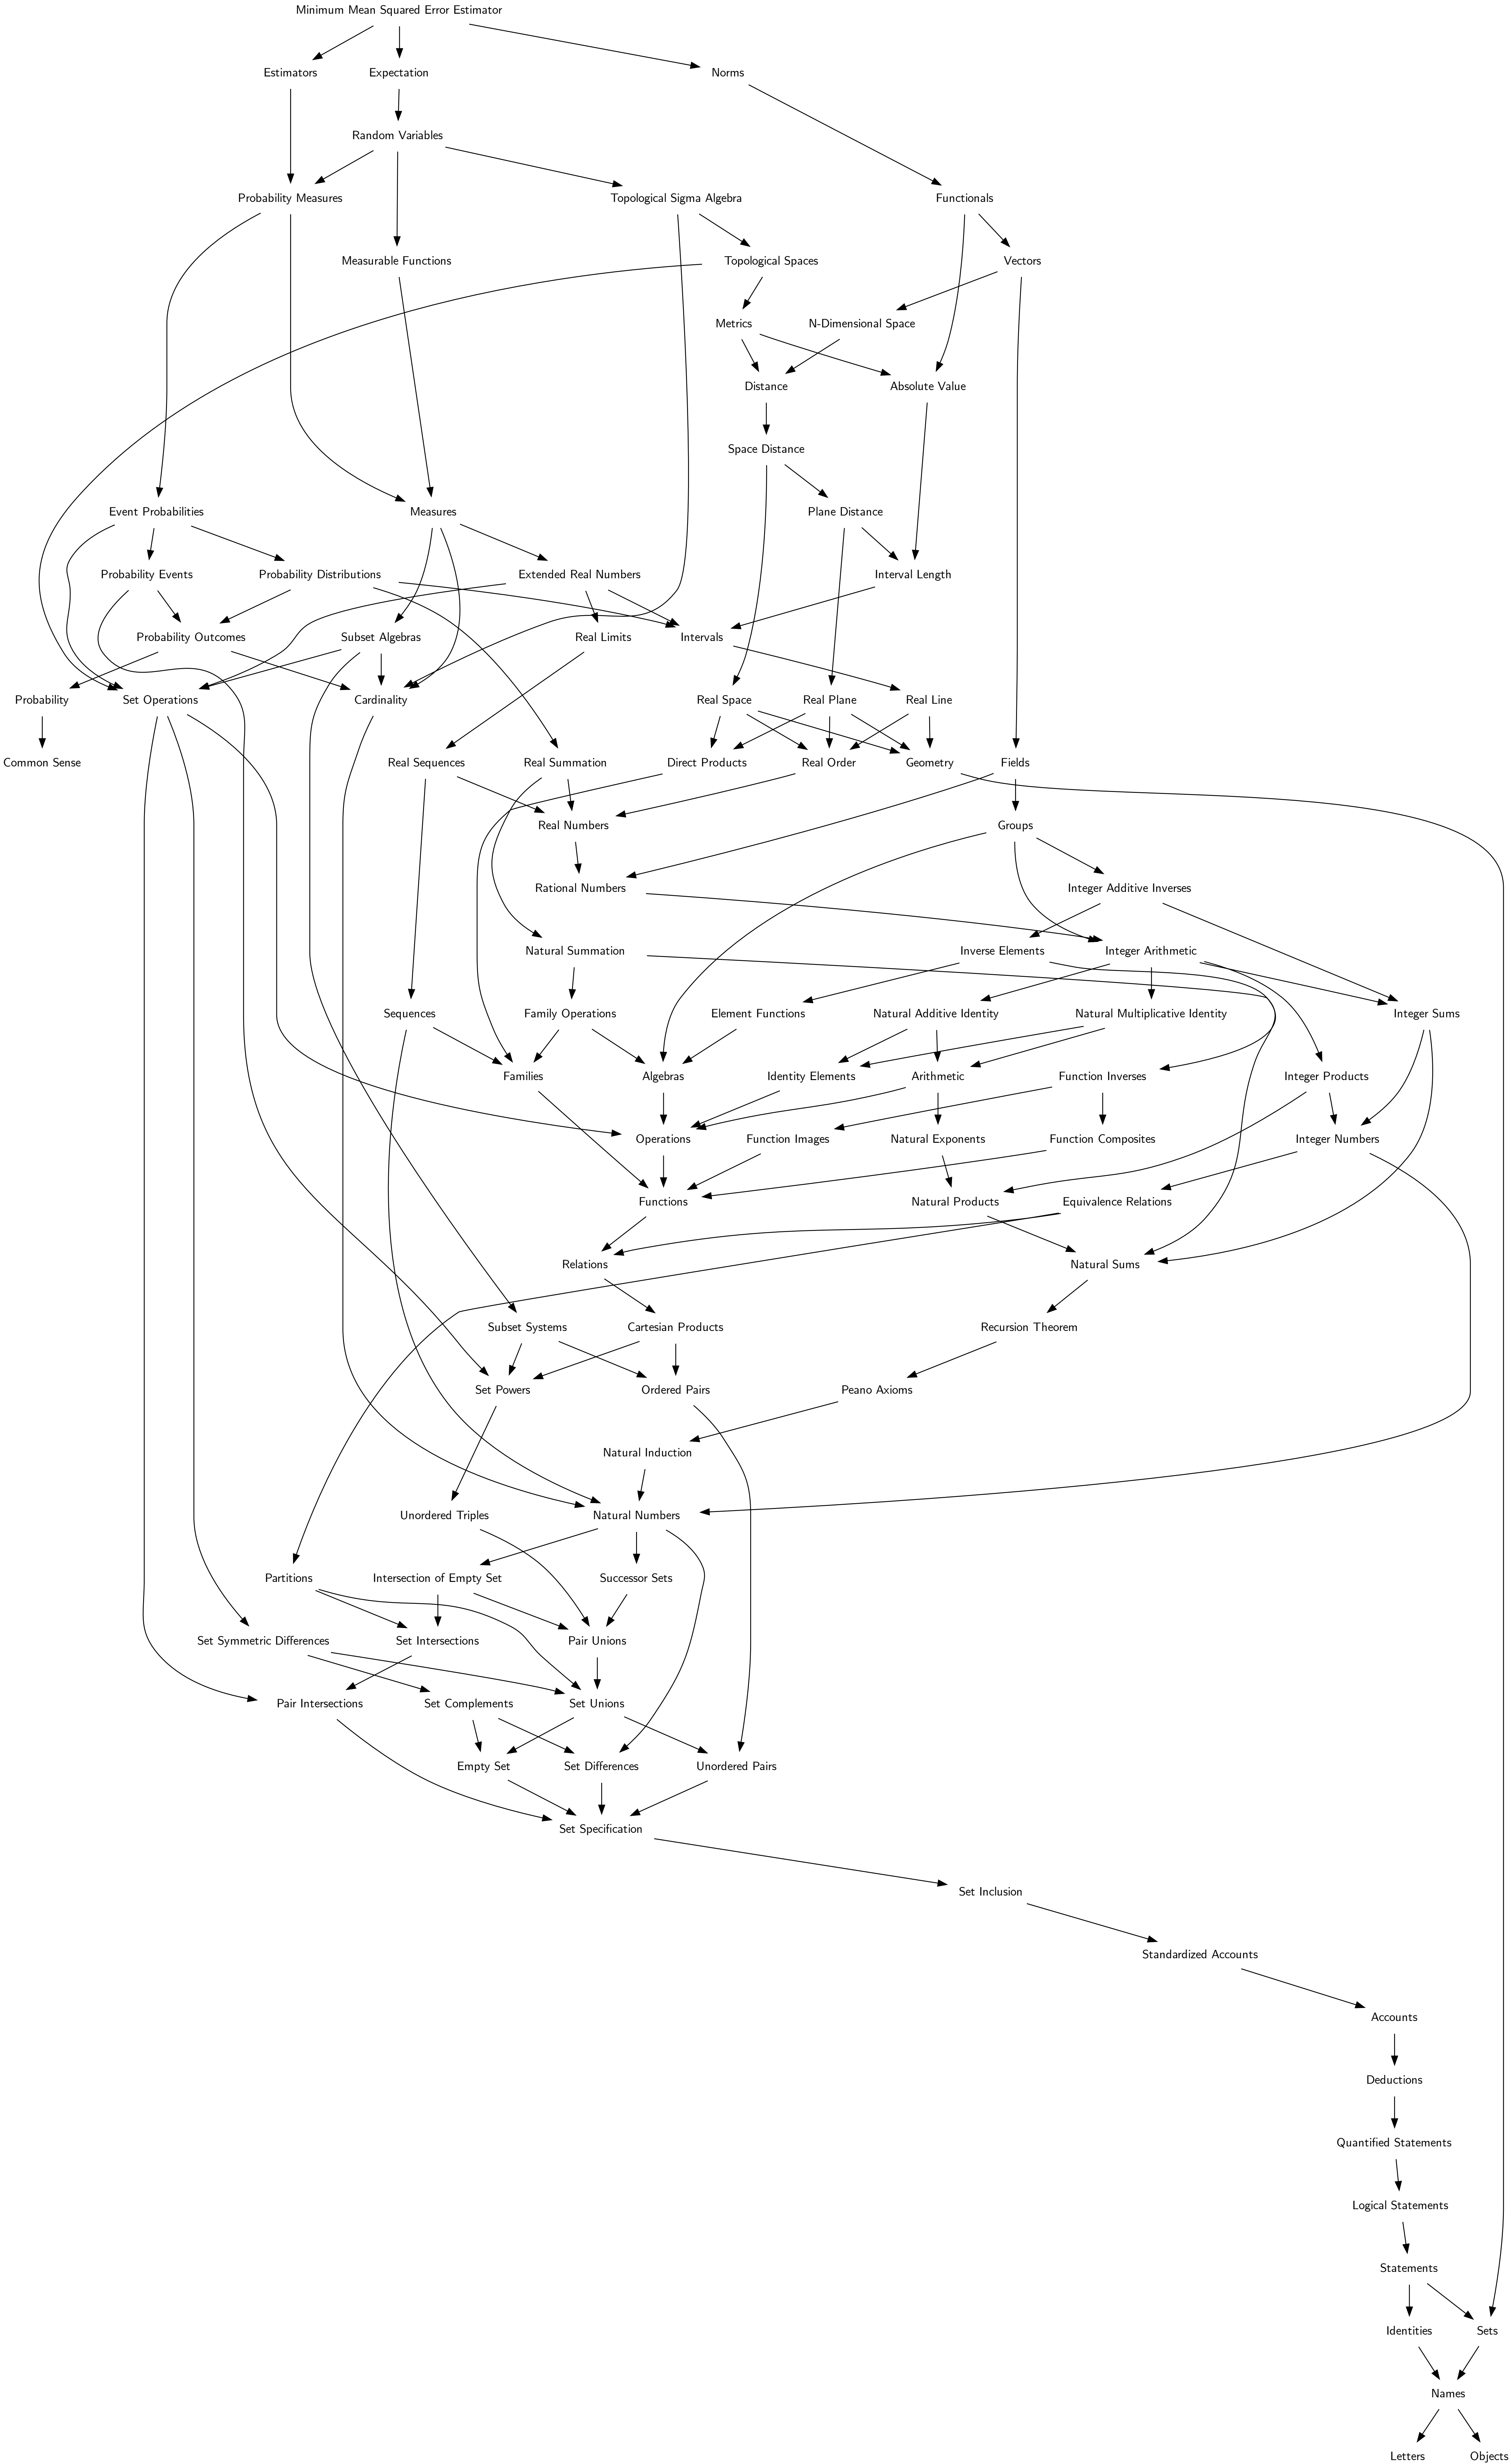 Minimum Mean Squared Error Estimator
Estimators
Expectation
Norms
Random Variables
Probability Measures
Topological Sigma Algebra
Functionals
Measurable Functions
Topological Spaces
Vectors
Metrics
N-Dimensional Space
Distance
Absolute Value
Space Distance
Event Probabilities
Measures
Plane Distance
Probability Events
Probability Distributions
Extended Real Numbers
Interval Length
Probability Outcomes
Subset Algebras
Real Limits
Intervals
Probability
Set Operations
Cardinality
Real Space
Real Plane
Real Line
Common Sense
Real Sequences
Real Summation
Direct Products
Real Order
Geometry
Fields
Real Numbers
Groups
Rational Numbers
Integer Additive Inverses
Natural Summation
Inverse Elements
Integer Arithmetic
Sequences
Family Operations
Element Functions
Natural Additive Identity
Natural Multiplicative Identity
Integer Sums
Families
Algebras
Identity Elements
Arithmetic
Function Inverses
Integer Products
Operations
Function Images
Natural Exponents
Function Composites
Integer Numbers
Functions
Natural Products
Equivalence Relations
Relations
Natural Sums
Subset Systems
Cartesian Products
Recursion Theorem
Set Powers
Ordered Pairs
Peano Axioms
Natural Induction
Unordered Triples
Natural Numbers
Partitions
Intersection of Empty Set
Successor Sets
Set Symmetric Differences
Set Intersections
Pair Unions
Pair Intersections
Set Complements
Set Unions
Empty Set
Set Differences
Unordered Pairs
Set Specification
Set Inclusion
Standardized Accounts
Accounts
Deductions
Quantified Statements
Logical Statements
Statements
Identities
Sets
Names
Letters
Objects